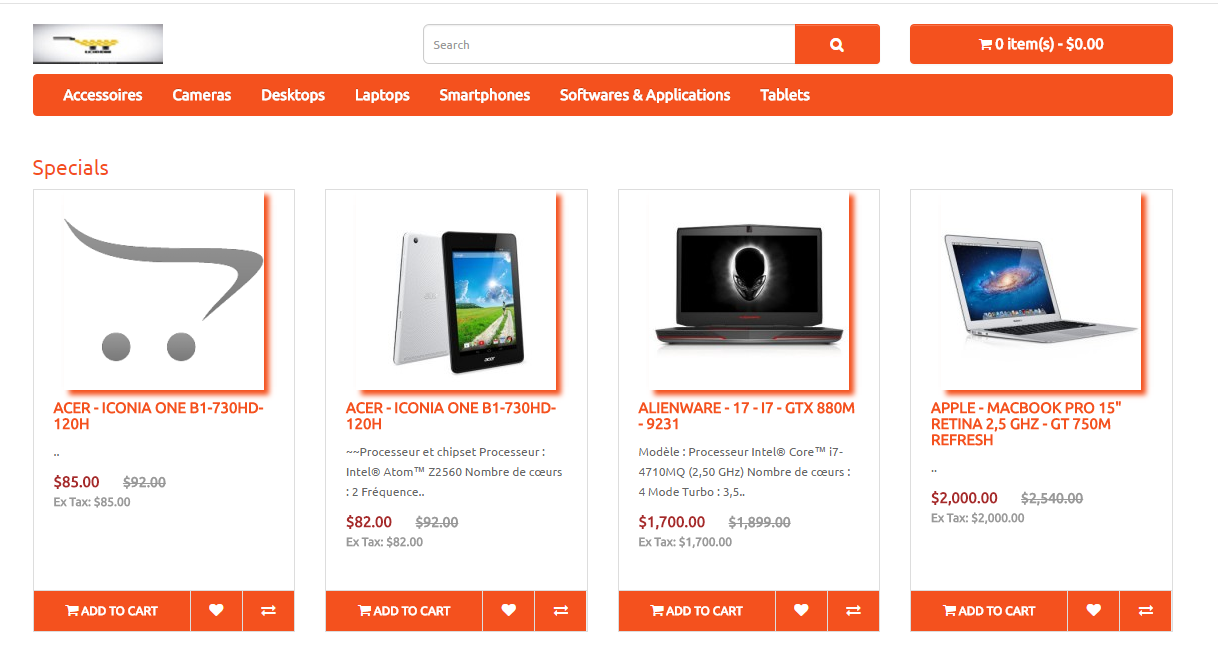 Search
0 item(s) - $0.00
Accessoires Cameras Desktops Laptops Smartphones Softwares & Applications Tablets
Specials
ACER - ICONIA ONE B1-730HD-
120H
..
$85.00 $92.00
Ex Tax: $85.00
ADD TO CART
acer
acer
ACER - ICONIA ONE B1-730HD-
120H
~~Processeur et chipset Processeur :
Intel® Atom™ Z2560 Nombre de cœurs
: 2 Fréquence..
$82.00 $92.00
Ex Tax: $82.00
ADD TO CART
ALIENWARE - 17 - I7 - GTX 880M
- 9231
Modèle : Processeur Intel® Core™ i7-
4710MQ (2,50 GHz) Nombre de cœurs :
4 Mode Turbo : 3,5..
$1,700.00 $1,899.00
Ex Tax: $1,700.00
ADD TO CART
APPLE - MACBOOK PRO 15"
RETINA 2,5 GHZ - GT 750M
REFRESH
..
$2,000.00 $2,540.00
Ex Tax: $2,000.00
ADD TO CART